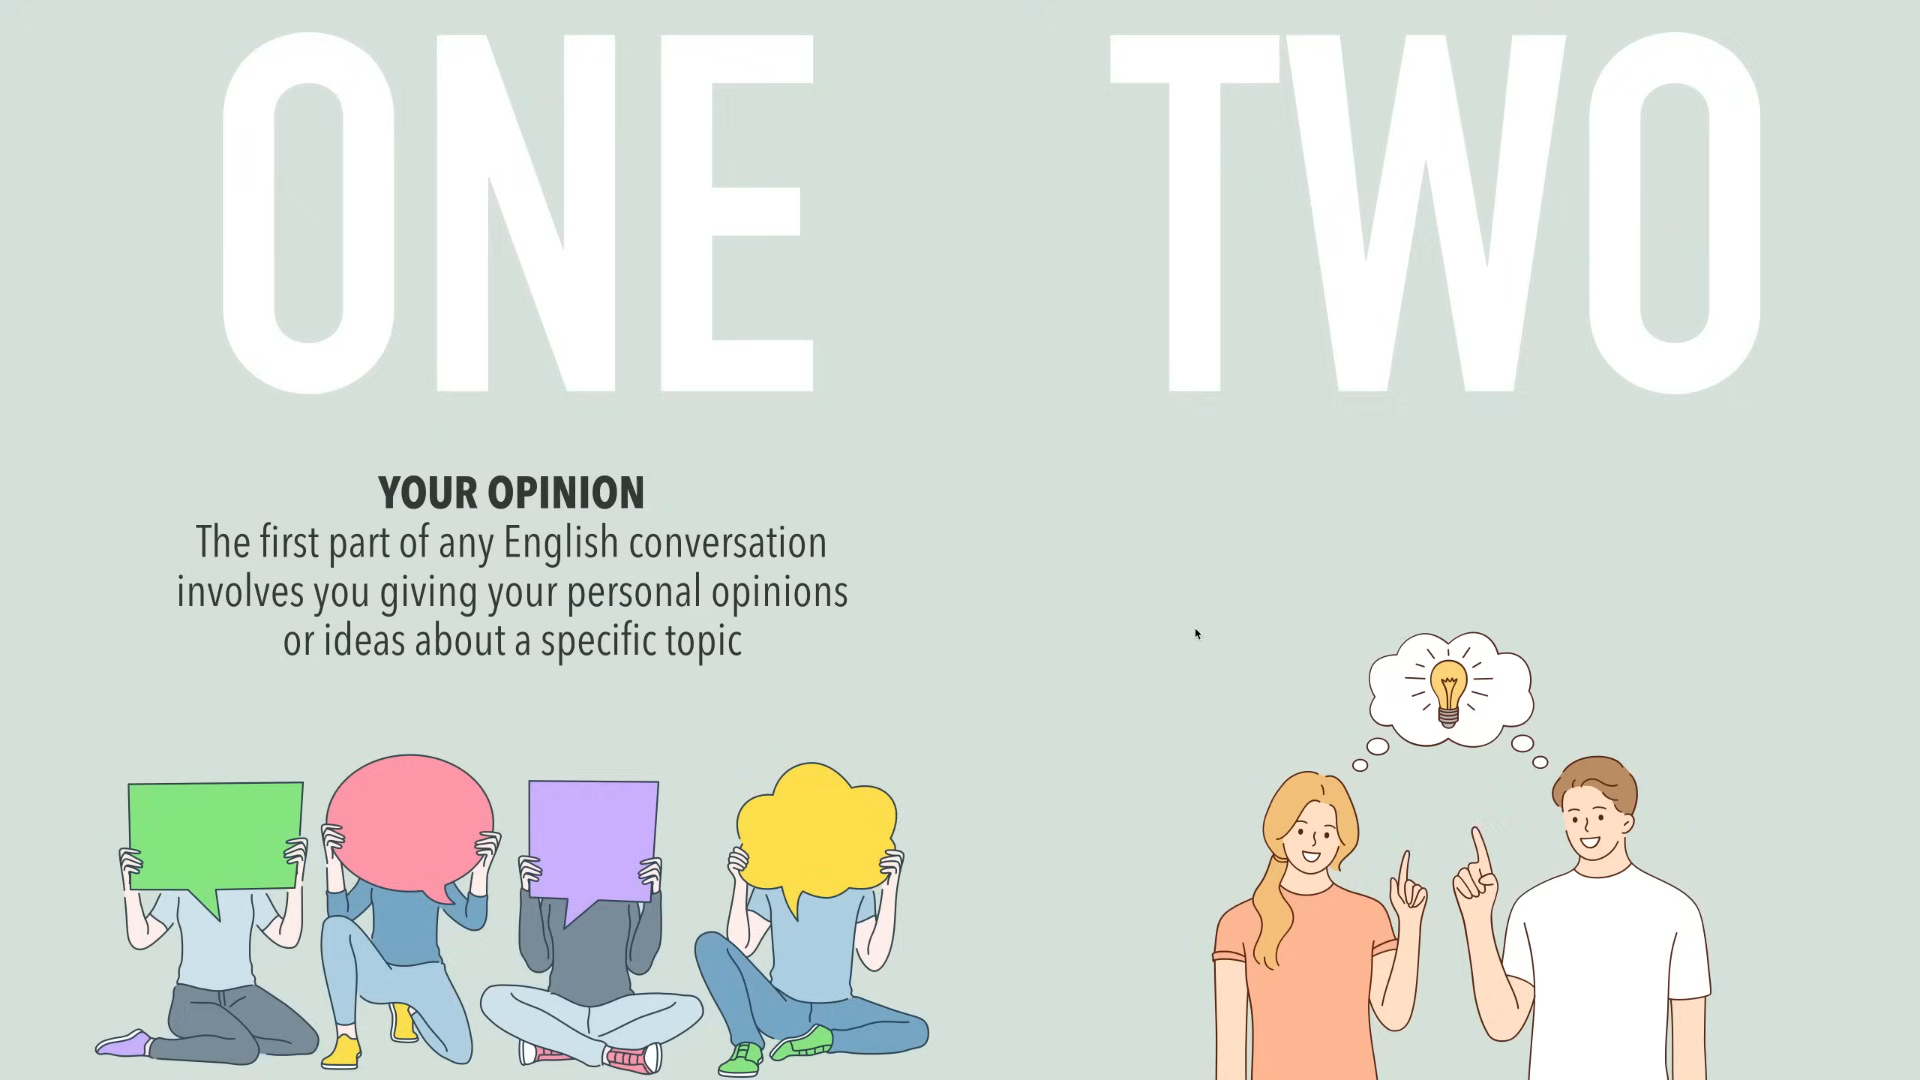 ONE
TWO
YOUR OPINION
The first part of any English conversation
involves you giving your personal opinions
or ideas about a specific topic